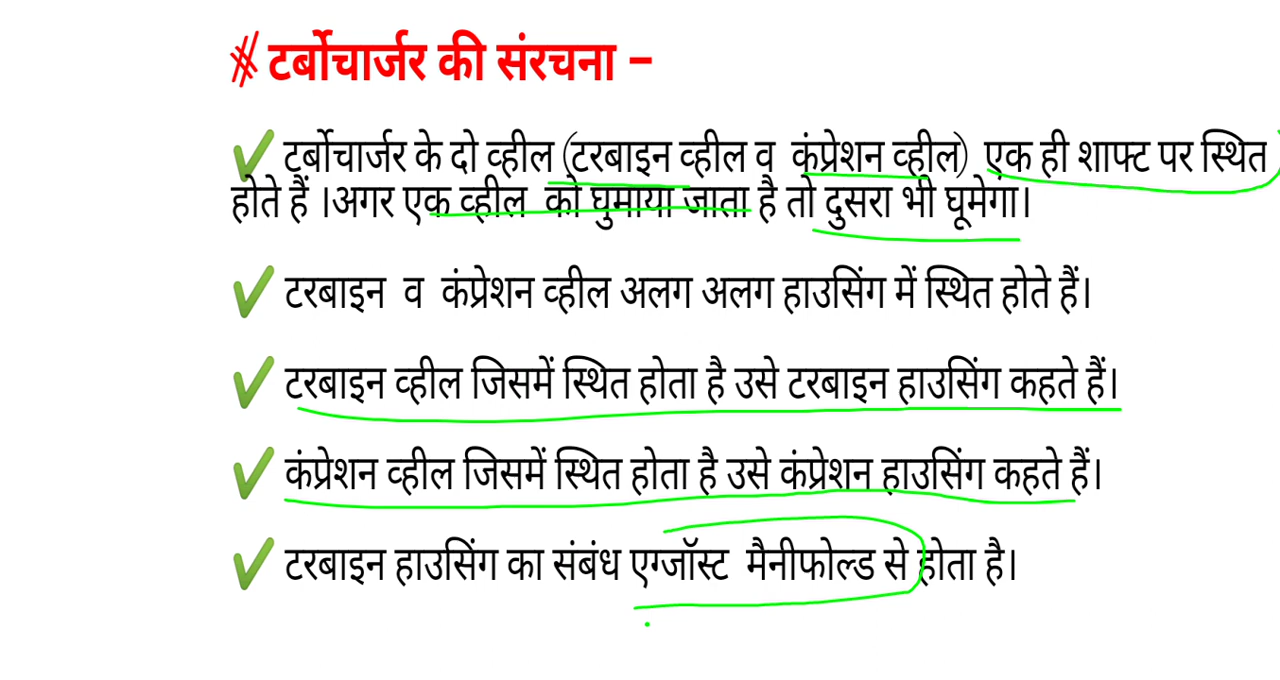 # टर्बोचार्जर की संरचना –
✔ टर्बोचार्जर के दो व्हील (टरबाइन व्हील व कंप्रेशन व्हील) एक ही शाफ्ट पर स्थित
होते हैं ।अगर एक व्हील को घुमाया जाता है तो दुसरा भी घूमेगा।
✔ टरबाइन व कंप्रेशन व्हील अलग अलग हाउसिंग में स्थित होते हैं।
✔ टरबाइन व्हील जिसमें स्थित होता है उसे टरबाइन हाउसिंग कहते हैं।
✔ कंप्रेशन व्हील जिसमें स्थित होता है उसे कंप्रेशन हाउसिंग कहते हैं।
✔ टरबाइन हाउसिंग का संबंध एग्जॉस्ट मैनीफोल्ड से होता है।